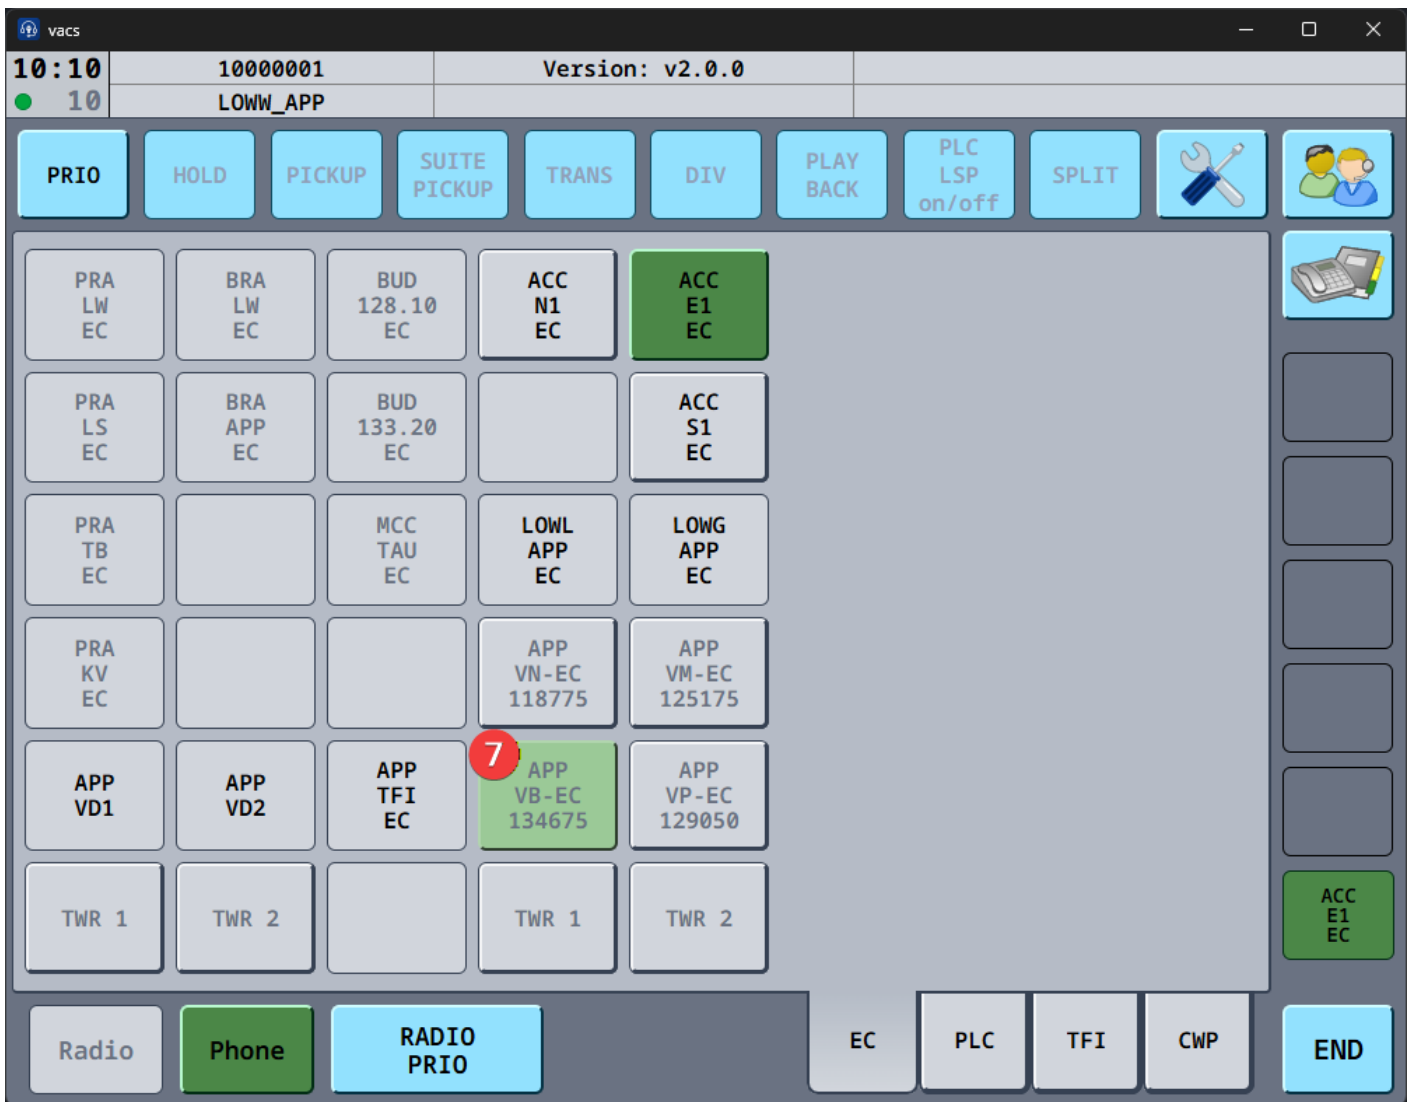 vacs
10:10
10000001
Version: v2.0.0
10
LOWW_APP
PRIO
HOLD
PICKUP
SUITE
PICKUP
TRANS
DIV
PLAY
BACK
PLC
LSP
on/off
SPLIT
PRA
LW
EC
BRA
LW
EC
BUD
128.10
EC
ACC
N1
EC
ACC
E1
EC
PRA
LS
EC
BRA
APP
EC
BUD
133.20
EC
ACC
S1
EC
PRA
TB
EC
MCC
TAU
EC
LOWL
APP
EC
LOWG
APP
EC
PRA
KV
EC
APP
VN-EC
118775
APP
VM-EC
125175
APP
VD1
APP
VD2
APP
TFI
EC
7
APP
VB-EC
134675
APP
VP-EC
129050
TWR 1
TWR 2
TWR 1
TWR 2
ACC
E1
EC
Radio
Phone
RADIO
PRIO
EC
PLC
TFI
CWP
END